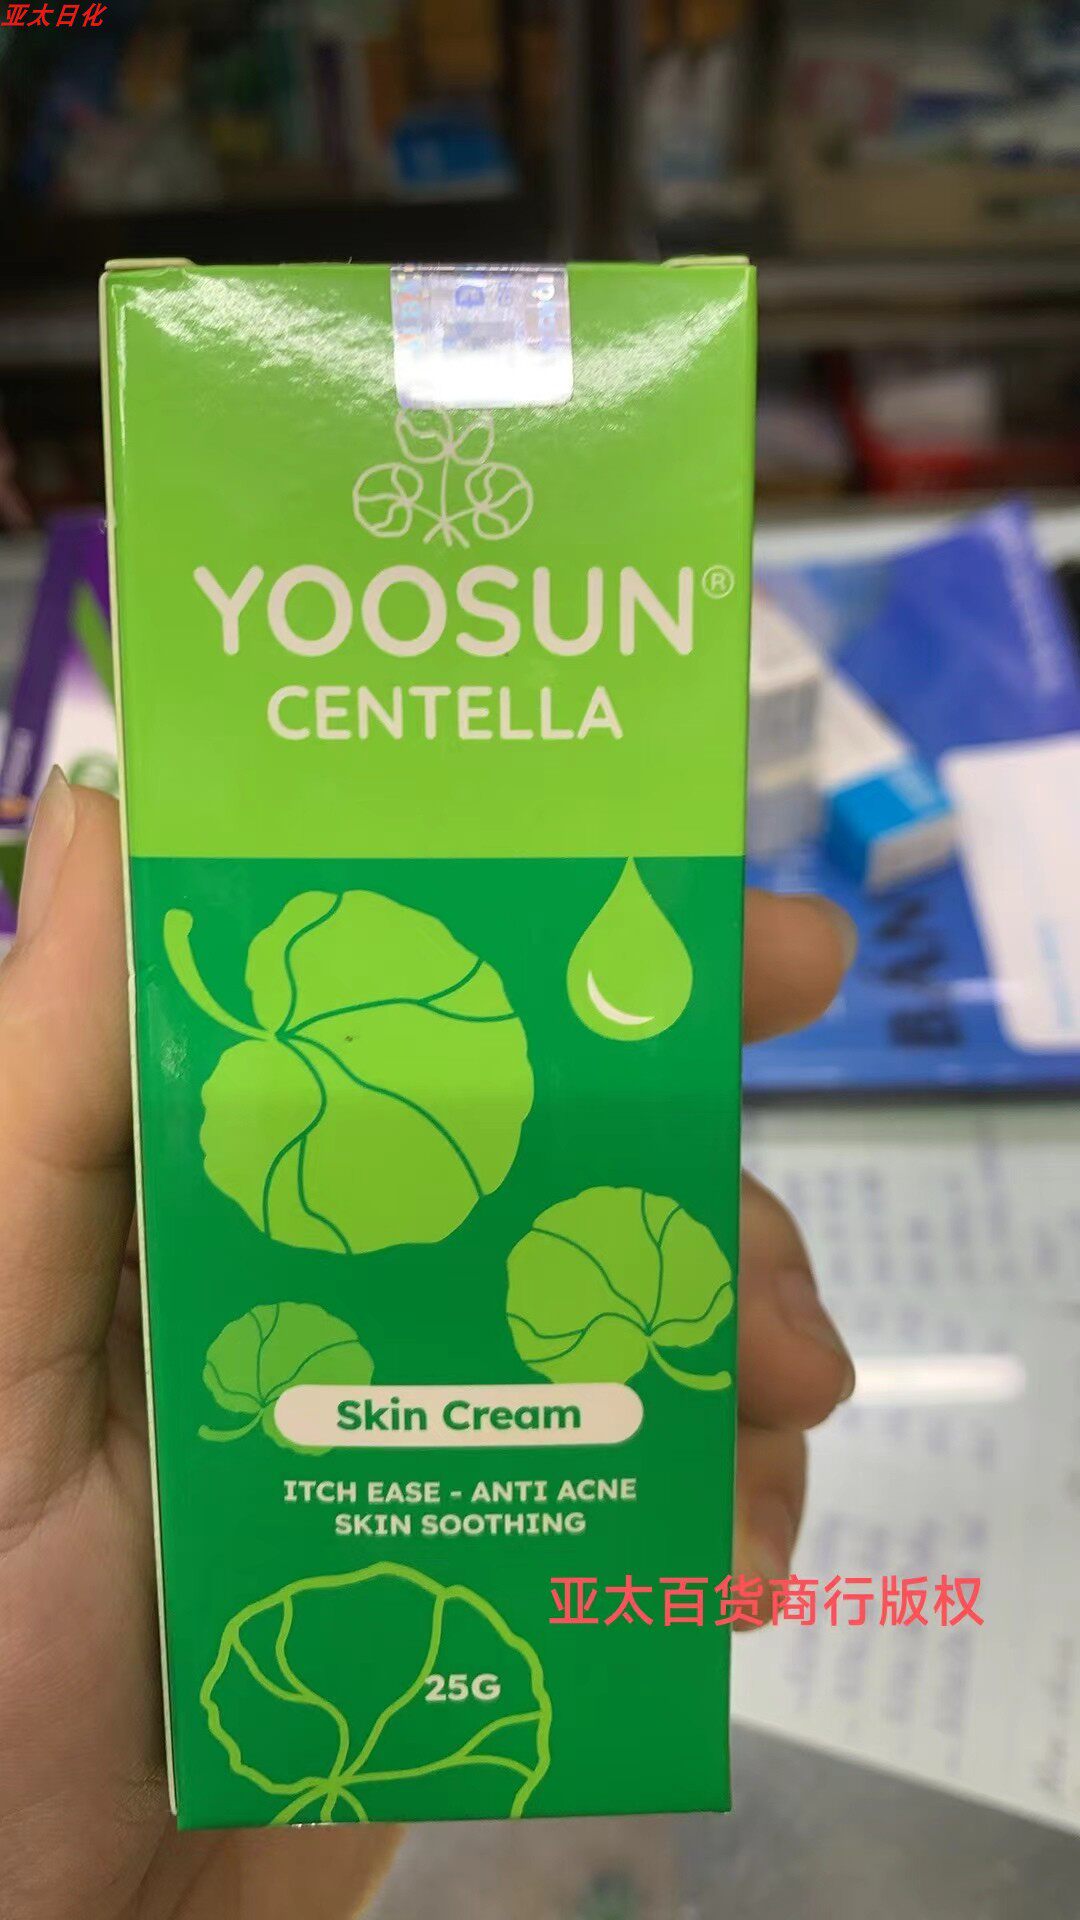 亚太日化
YOOSUN®
CENTELLA
Skin Cream
ITCH EASE - ANTI ACNE
SKIN SOOTHING
亚太百货商行版权
25G